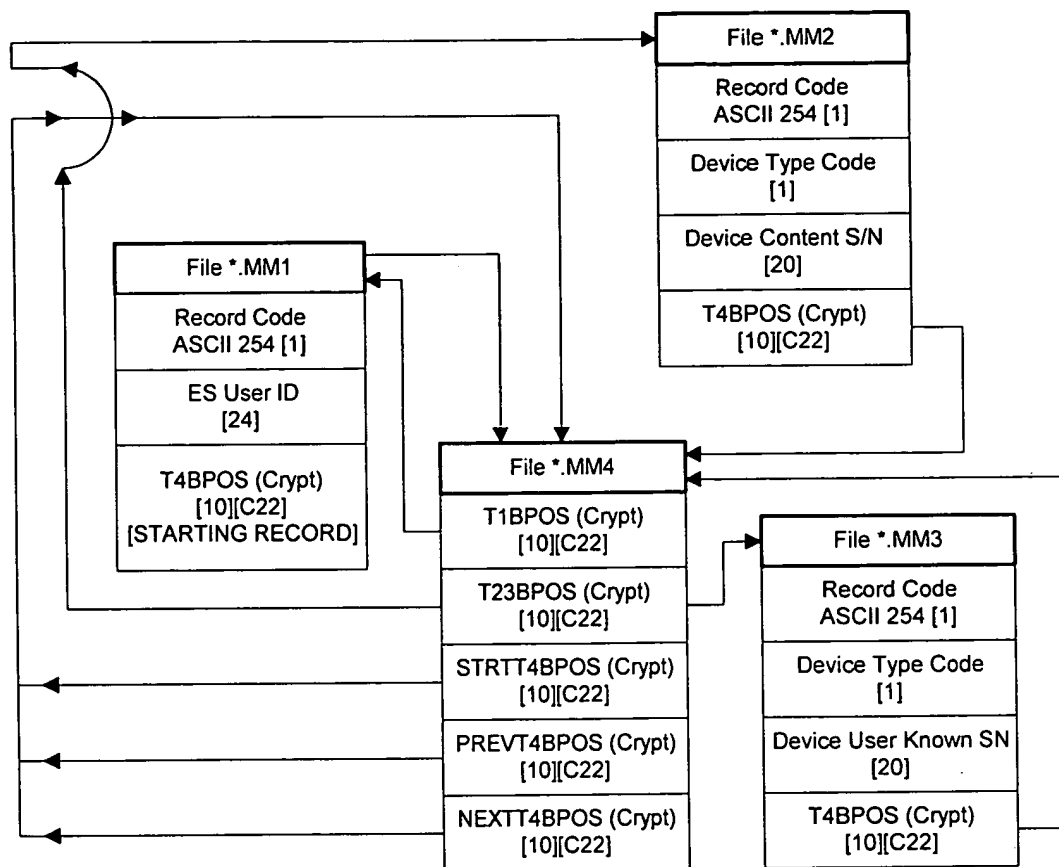 File *.MM2
Record Code
ASCII 254 [1]
Device Type Code
[1]
Device Content S/N
[20]
T4BPOS (Crypt)
[10][C22]
File *.MM1
Record Code
ASCII 254 [1]
ES User ID
[24]
T4BPOS (Crypt)
[10][C22]
[STARTING RECORD]
File *.MM4
T1BPOS (Crypt)
[10][C22]
T23BPOS (Crypt)
[10][C22]
STRTT4BPOS (Crypt)
[10][C22]
PREVT4BPOS (Crypt)
[10][C22]
NEXTT4BPOS (Crypt)
[10][C22]
File *.MM3
Record Code
ASCII 254 [1]
Device Type Code
[1]
Device User Known SN
[20]
T4BPOS (Crypt)
[10][C22]